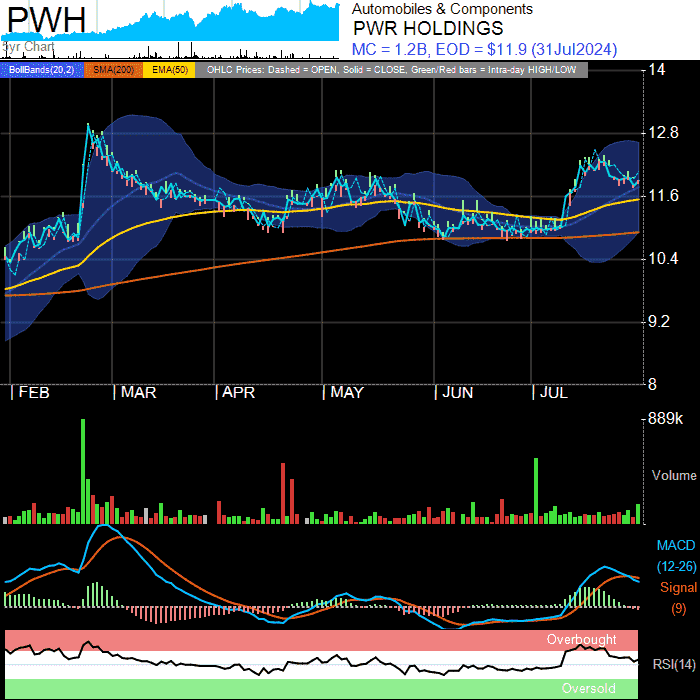 PWH
5yr Chart
Automobiles & Components
PWR HOLDINGS
MC = 1.2B, EOD = $11.9 (31Jul2024)
BollBands(20,2) SMA(200) EMA(50) OHLC Prices: Dashed = OPEN, Solid = CLOSE, Green/Red bars = Intra-day HIGH/LOW
14
12.8
11.6
10.4
9.2
8
| FEB | MAR | APR | MAY | JUN | JUL
889k
Volume
MACD
(12-26)
Signal
(9)
Overbought
RSI(14)
Oversold